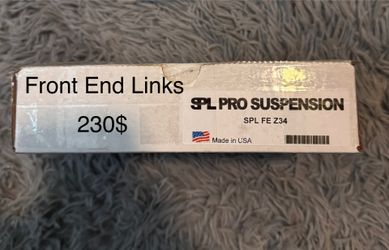 Front End Links
230$
SPL PRO SUSPENSION
SPL FE Z34
Made in USA